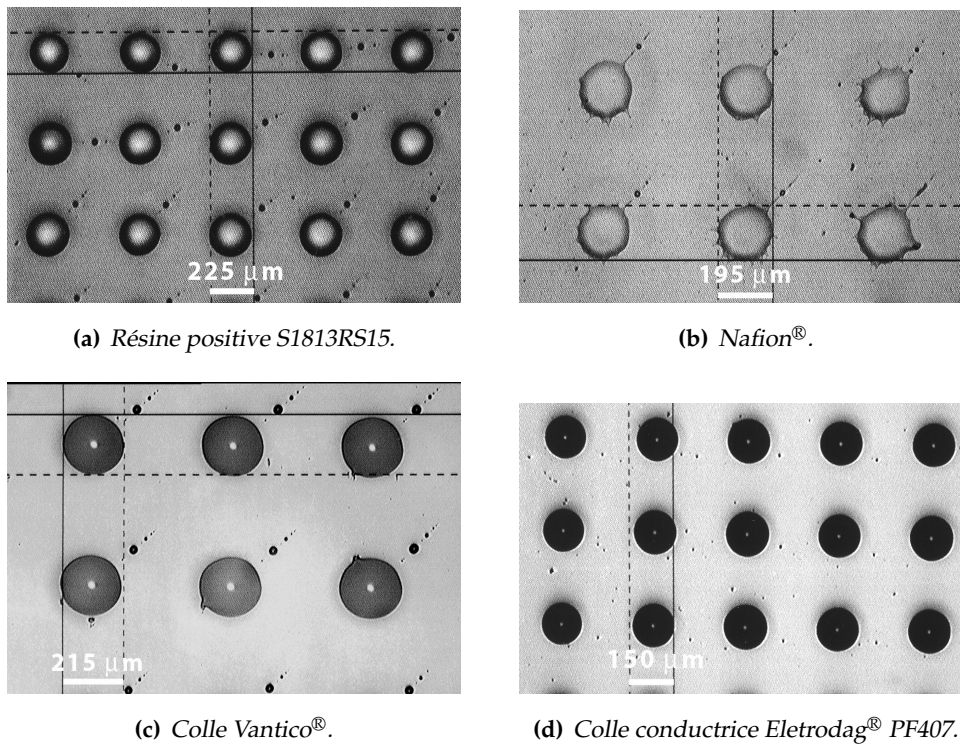 225 µm
195 µm
(a) Résine positive S1813RS15.
(b) Nafion®.
215 µm
150 µm
(c) Colle Vantico®.
(d) Colle conductrice Eletrodag® PF407.